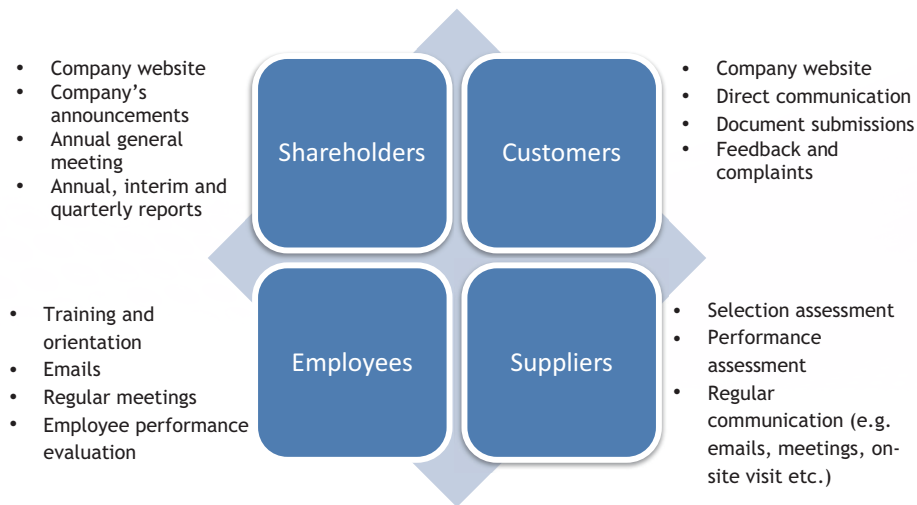 • Company website
• Company’s
announcements
• Annual general
meeting
• Annual, interim and
quarterly reports
Shareholders
Customers
• Company website
• Direct communication
• Document submissions
• Feedback and
complaints
• Training and
orientation
• Emails
• Regular meetings
• Employee performance
evaluation
Employees
Suppliers
• Selection assessment
• Performance
assessment
• Regular
communication (e.g.
emails, meetings, on-
site visit etc.)